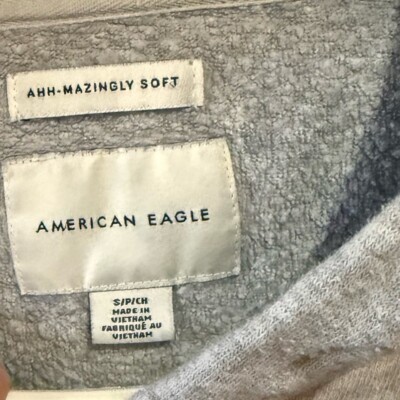 AHH-MAZINGLY SOFT
AMERICAN EAGLE
S/P/CH
MADE IN
VIETNAM
FABRIQUÉ AU
VIETNAM